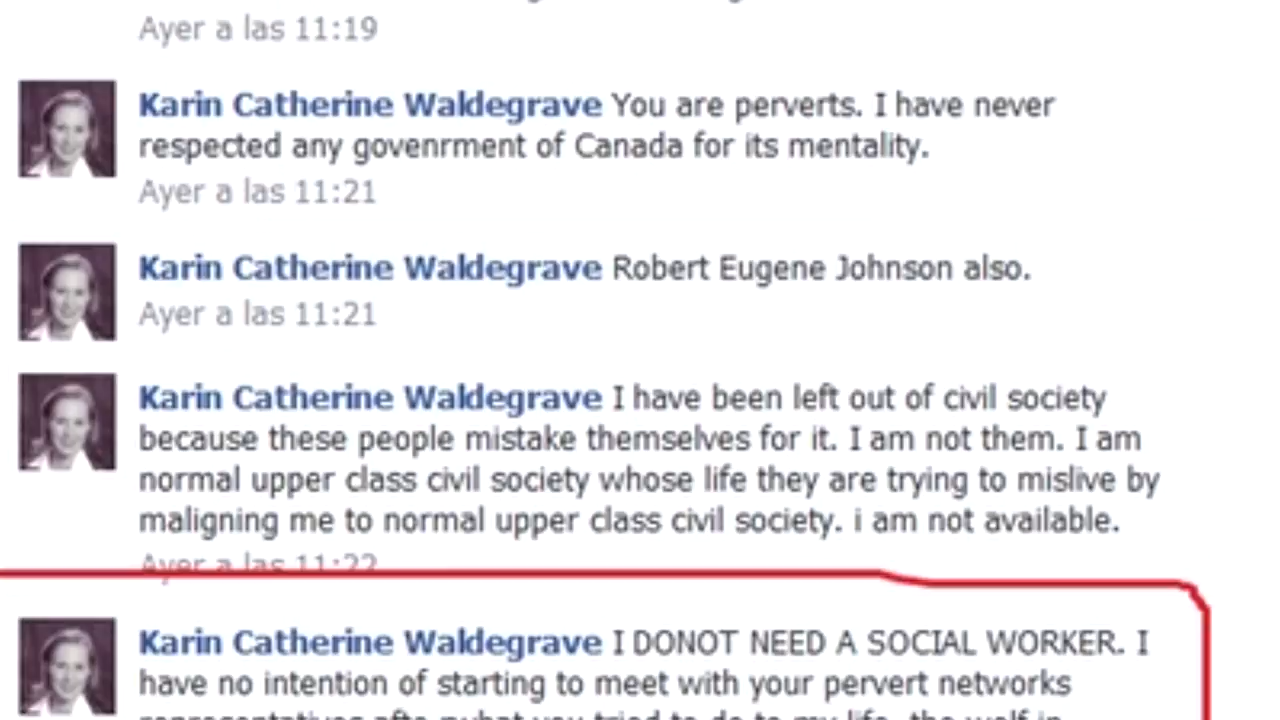 Ayer a las 11:19
Karin Catherine Waldegrave You are perverts. I have never
respected any govenrment of Canada for its mentality.
Ayer a las 11:21
Karin Catherine Waldegrave Robert Eugene Johnson also.
Ayer a las 11:21
Karin Catherine Waldegrave I have been left out of civil society
because these people mistake themselves for it. I am not them. I am
normal upper class civil society whose life they are trying to mislive by
maligning me to normal upper class civil society. i am not available.
Ayer a las 11:22
Karin Catherine Waldegrave I DONOT NEED A SOCIAL WORKER. I
have no intention of starting to meet with your pervert networks